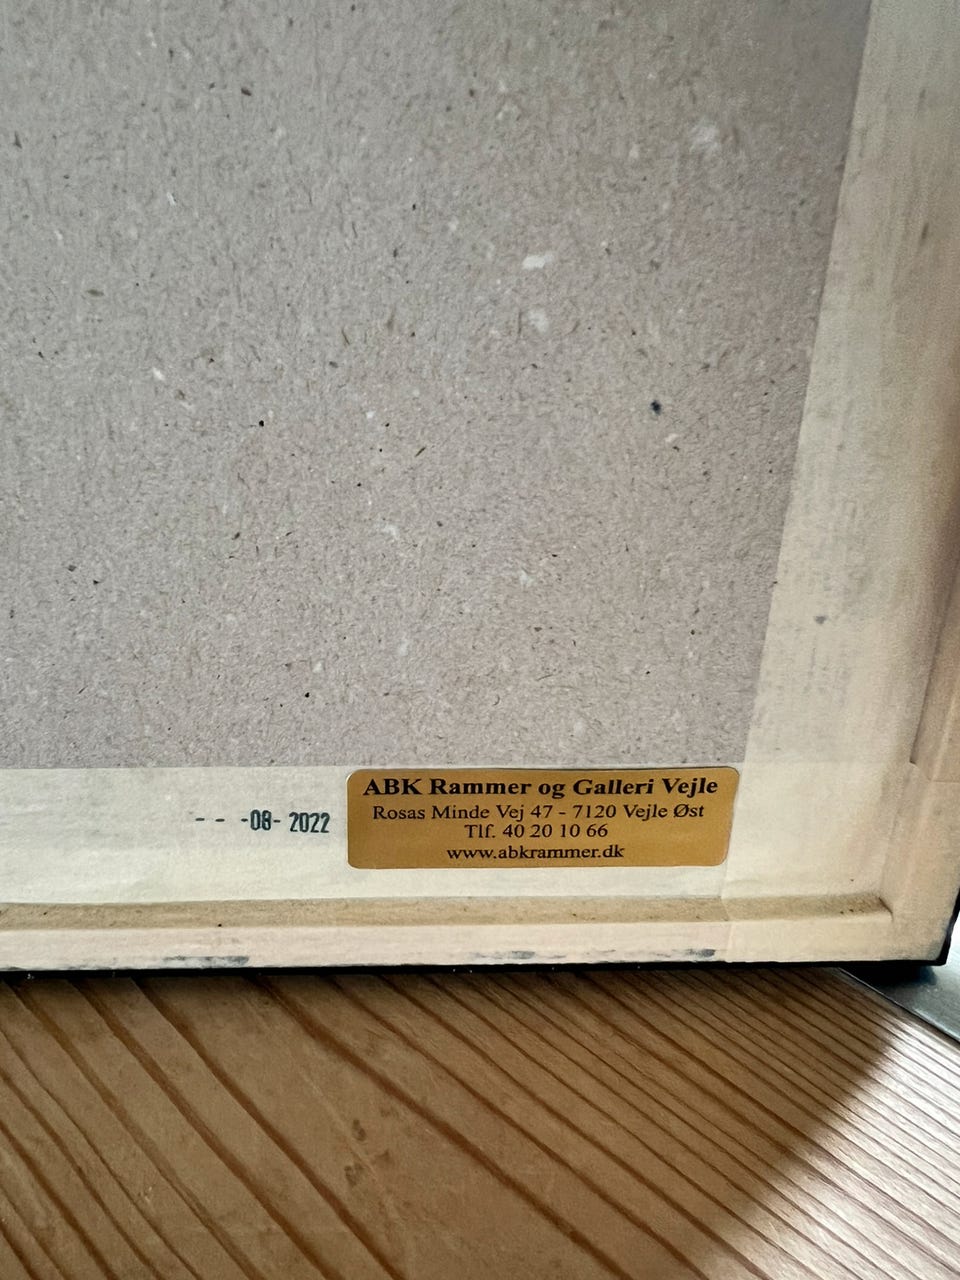 - - -08- 2022
ABK Rammer og Galleri Vejle
Rosas Minde Vej 47 - 7120 Vejle Øst
Tlf. 40 20 10 66
www.abkrammer.dk